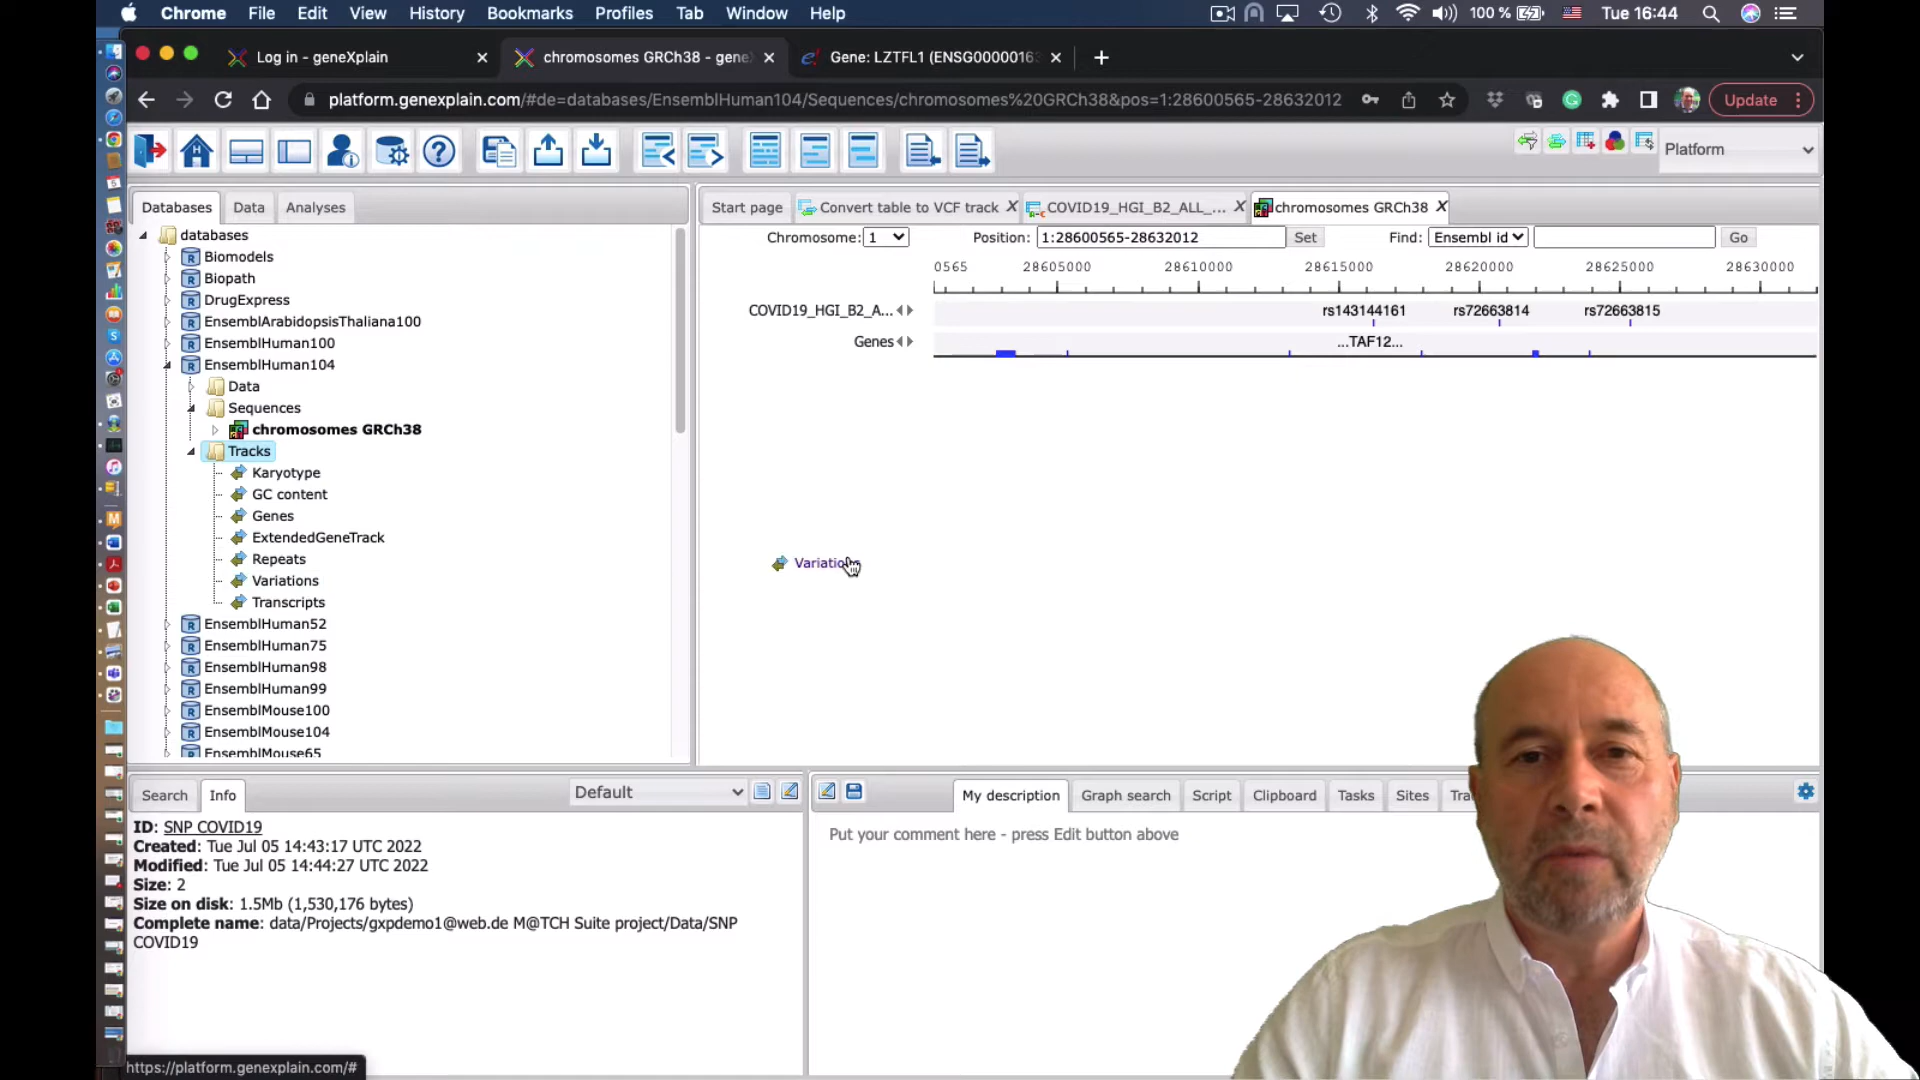 Chrome File Edit View History Bookmarks Profiles Tab Window Help 100 % Tue 16:44
Log in - geneXplain chromosomes GRCh38 - gene Gene: LZTFL1 (ENSG00000163
platform.genexplain.com/#de=databases/EnsemblHuman104/Sequences/chromosomes%20GRCh38&pos=1:28600565-28632012 Update
Platform
Databases Data Analyses
Start page Convert table to VCF track X COVID19_HGI_B2_ALL_... X chromosomes GRCh38 X
databases
Biomodels
Biopath
DrugExpress
EnsemblArabidopsisThaliana100
EnsemblHuman100
EnsemblHuman104
Data
Sequences
chromosomes GRCh38
Tracks
Karyotype
GC content
Genes
ExtendedGeneTrack
Repeats
Variations
Transcripts
EnsemblHuman52
EnsemblHuman75
EnsemblHuman98
EnsemblHuman99
EnsemblMouse100
EnsemblMouse104
EnsemblMouse65
Chromosome: 1 Position: 1:28600565-28632012 Set Find: Ensembl id Go
0565 28605000 28610000 28615000 28620000 28625000 28630000
COVID19_HGI_B2_A... rs143144161 rs72663814 rs72663815
Genes ...TAF12...
Variations
Search Info Default
ID: SNP COVID19
Created: Tue Jul 05 14:43:17 UTC 2022
Modified: Tue Jul 05 14:44:27 UTC 2022
Size: 2
Size on disk: 1.5Mb (1,530,176 bytes)
Complete name: data/Projects/gxpdemo1@web.de M@TCH Suite project/Data/SNP
COVID19
My description Graph search Script Clipboard Tasks Sites Tra
Put your comment here - press Edit button above
https://platform.genexplain.com/#